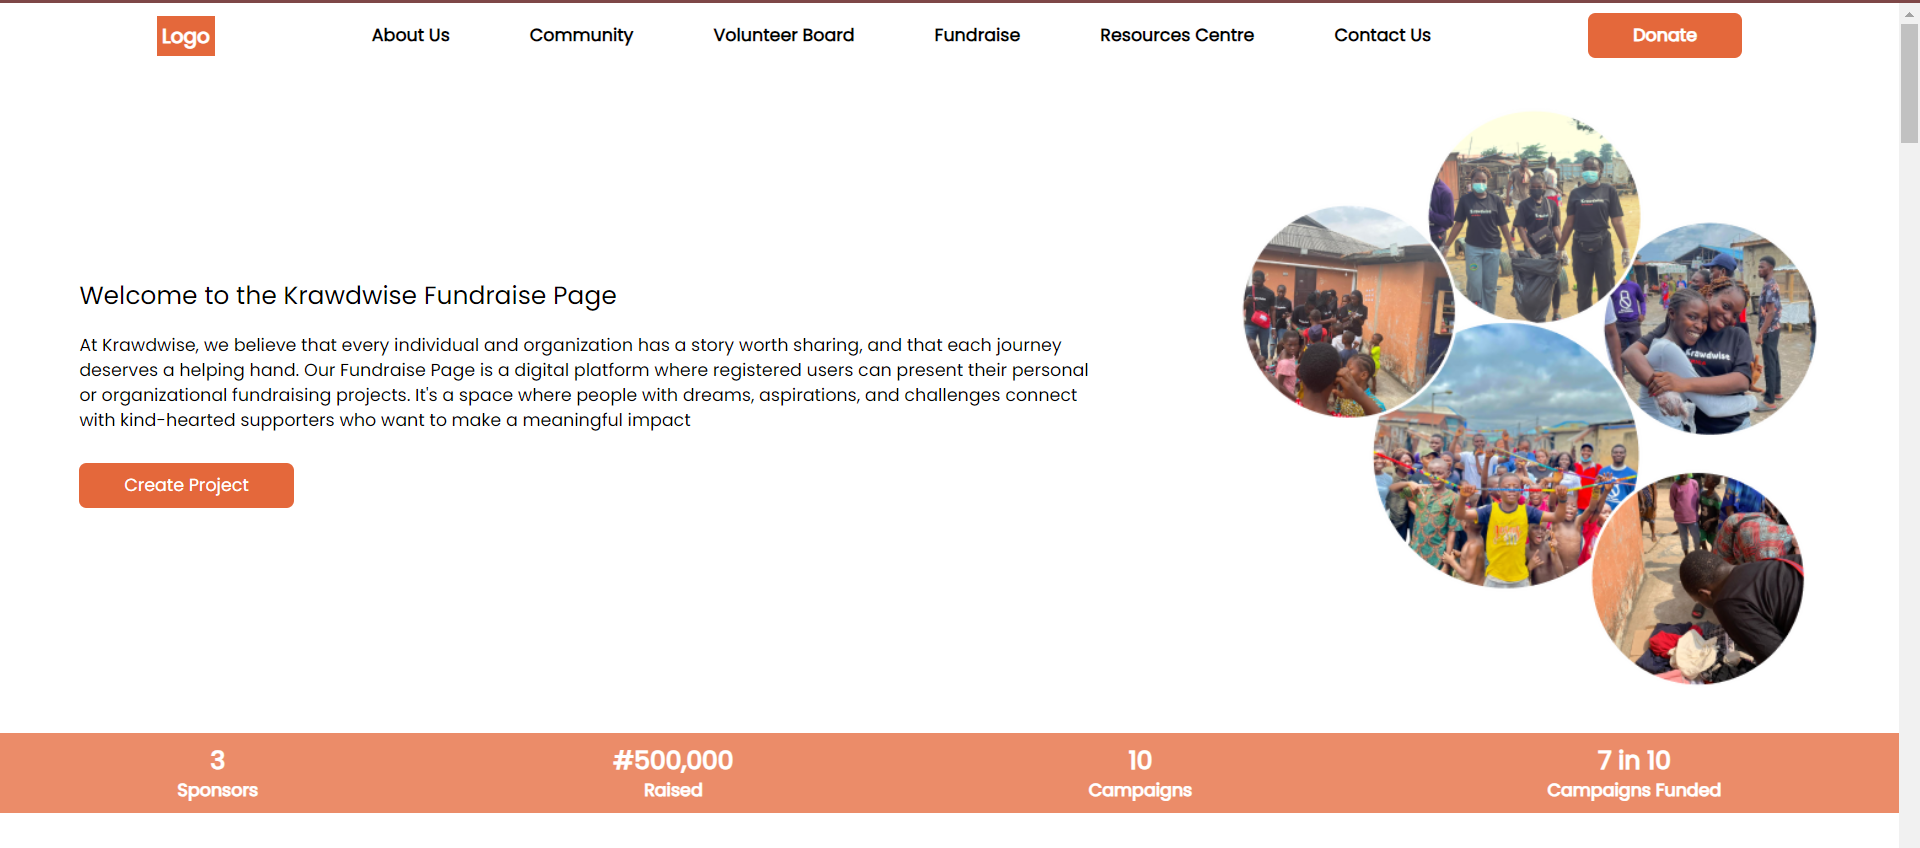 Logo
About Us
Community
Volunteer Board
Fundraise
Resources Centre
Contact Us
Donate
Welcome to the Krawdwise Fundraise Page
At Krawdwise, we believe that every individual and organization has a story worth sharing, and that each journey
deserves a helping hand. Our Fundraise Page is a digital platform where registered users can present their personal
or organizational fundraising projects. It's a space where people with dreams, aspirations, and challenges connect
with kind-hearted supporters who want to make a meaningful impact
Create Project
Krawdwise
Krawdwise
Krawdwise
3
Sponsors
#500,000
Raised
10
Campaigns
7 in 10
Campaigns Funded